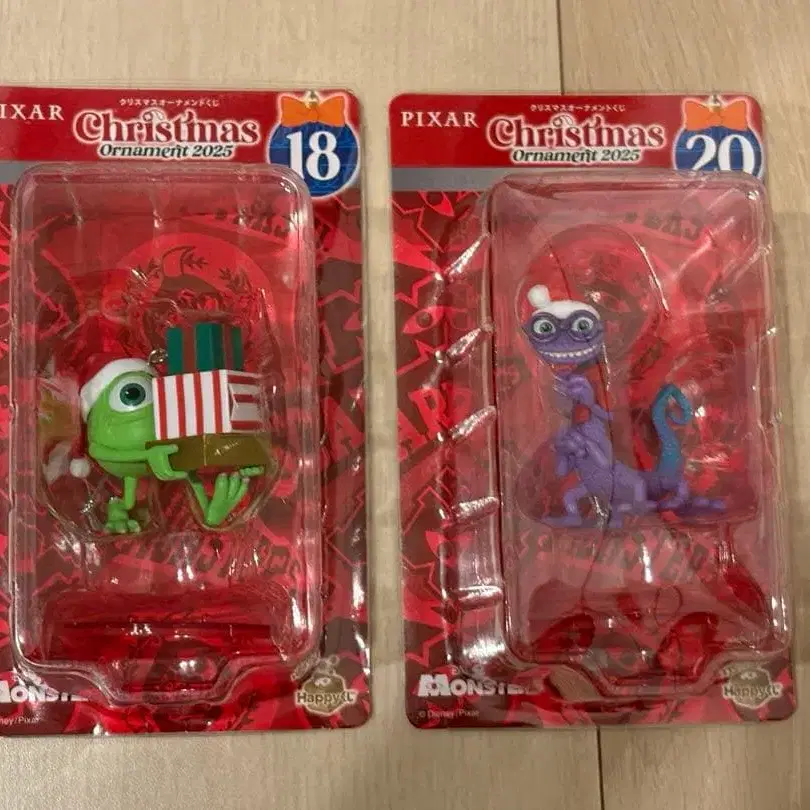 IXAR
クリスマスオーナメントくじ
Christmas
Ornament 2025
18
MONSTE
ney/Pixar
Happyくじ
PIXAR
クリスマスオーナメントくじ
Christmas
Ornament 2025
20
MONSTE
© Disney/Pixar
Happyくじ